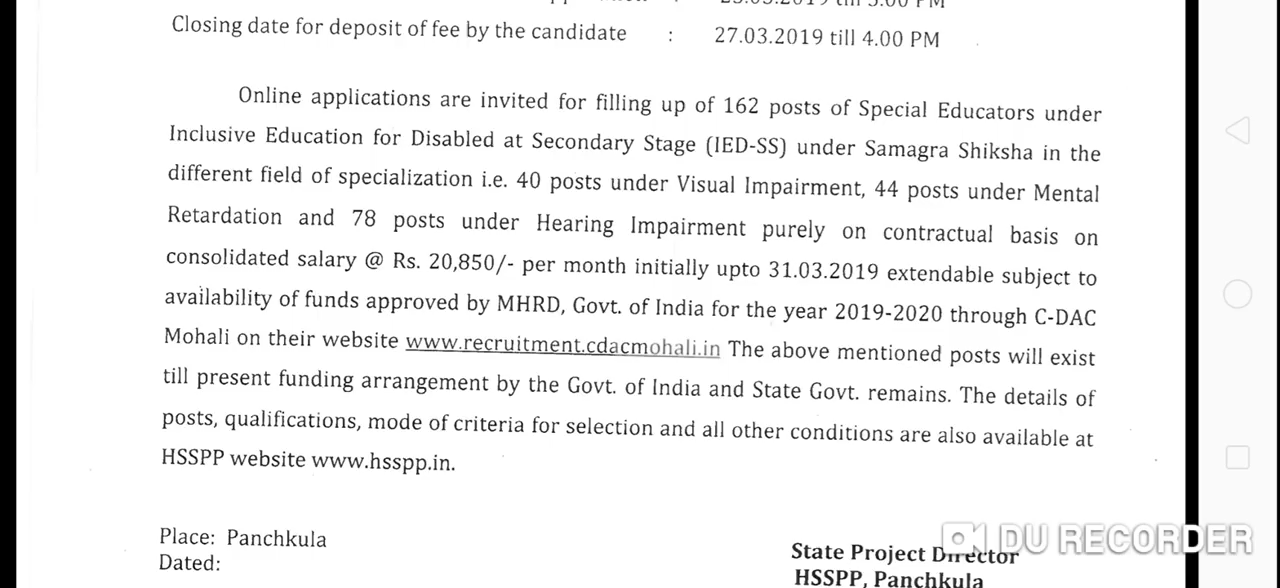 Closing date for deposit of fee by the candidate : 27.03.2019 till 4.00 PM
Online applications are invited for filling up of 162 posts of Special Educators under
Inclusive Education for Disabled at Secondary Stage (IED-SS) under Samagra Shiksha in the
different field of specialization i.e. 40 posts under Visual Impairment, 44 posts under Mental
Retardation and 78 posts under Hearing Impairment purely on contractual basis on
consolidated salary @ Rs. 20,850/- per month initially upto 31.03.2019 extendable subject to
availability of funds approved by MHRD, Govt. of India for the year 2019-2020 through C-DAC
Mohali on their website www.recruitment.cdacmohali.in The above mentioned posts will exist
till present funding arrangement by the Govt. of India and State Govt. remains. The details of
posts, qualifications, mode of criteria for selection and all other conditions are also available at
HSSPP website www.hsspp.in.
Place: Panchkula
Dated:
State Project Director
HSSPP, Panchkula
DU RECORDER